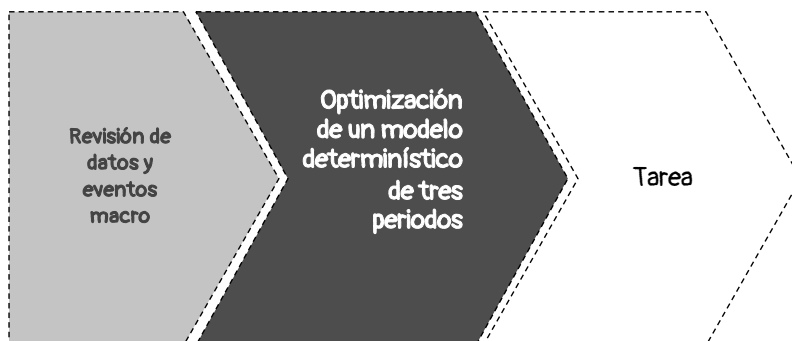 Revisión de
datos y
eventos
macro
Optimización
de un modelo
determinístico
de tres
periodos
Tarea